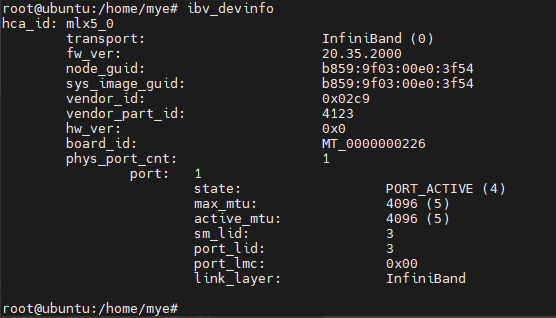 root@ubuntu:/home/mye# ibv_devinfo
hca_id: mlx5_0
transport: InfiniBand (0)
fw_ver: 20.35.2000
node_guid: b859:9f03:00e0:3f54
sys_image_guid: b859:9f03:00e0:3f54
vendor_id: 0x02c9
vendor_part_id: 4123
hw_ver: 0x0
board_id: MT_0000000226
phys_port_cnt: 1
port: 1
state: PORT_ACTIVE (4)
max_mtu: 4096 (5)
active_mtu: 4096 (5)
sm_lid: 3
port_lid: 3
port_lmc: 0x00
link_layer: InfiniBand
root@ubuntu:/home/mye#